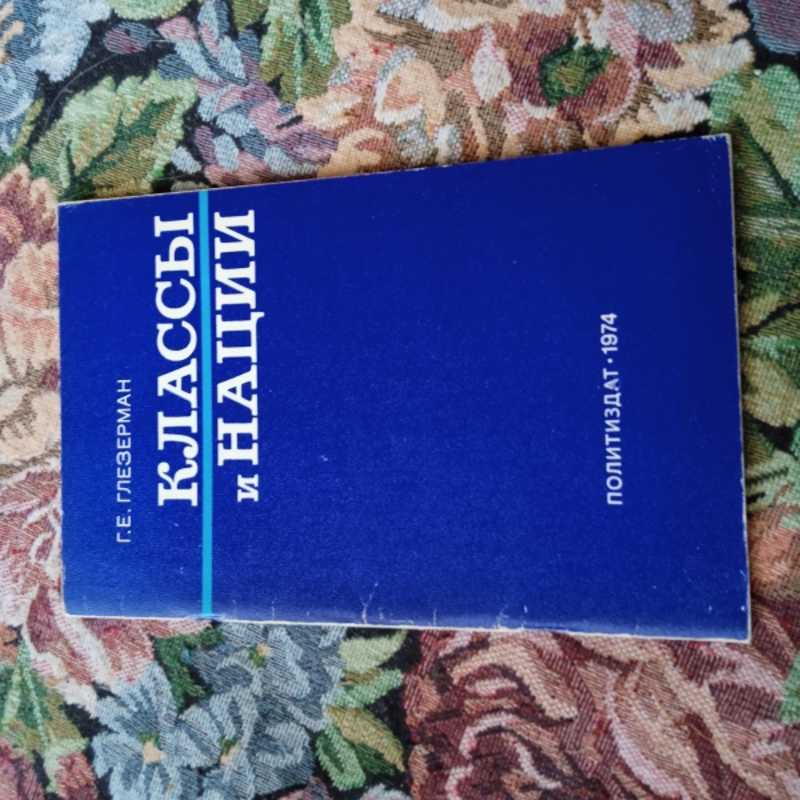 Г.Е. ГЛЕЗЕРМАН
КЛАССЫ
и НАЦИИ
ПОЛИТИЗДАТ · 1974